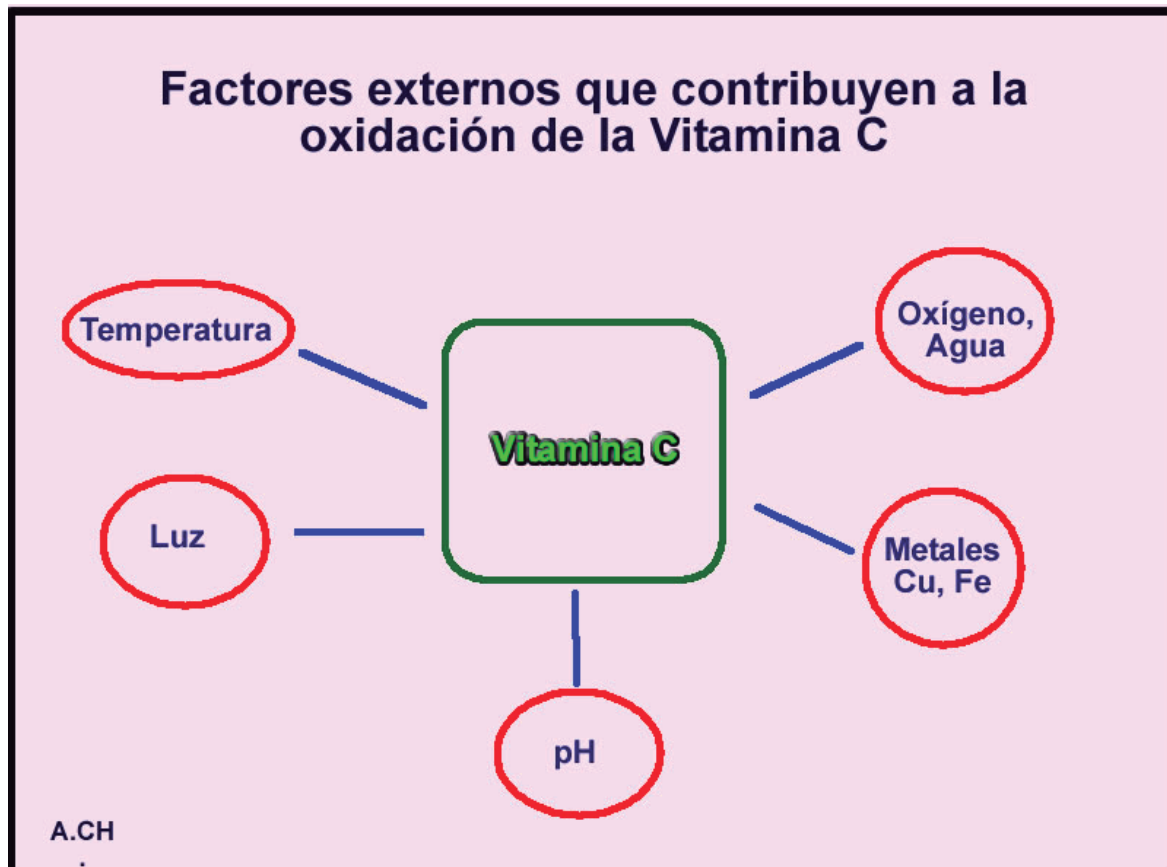 Factores externos que contribuyen a la
oxidación de la Vitamina C
Temperatura
Oxígeno,
Agua
Vitamina C
Luz
Metales
Cu, Fe
pH
A.CH